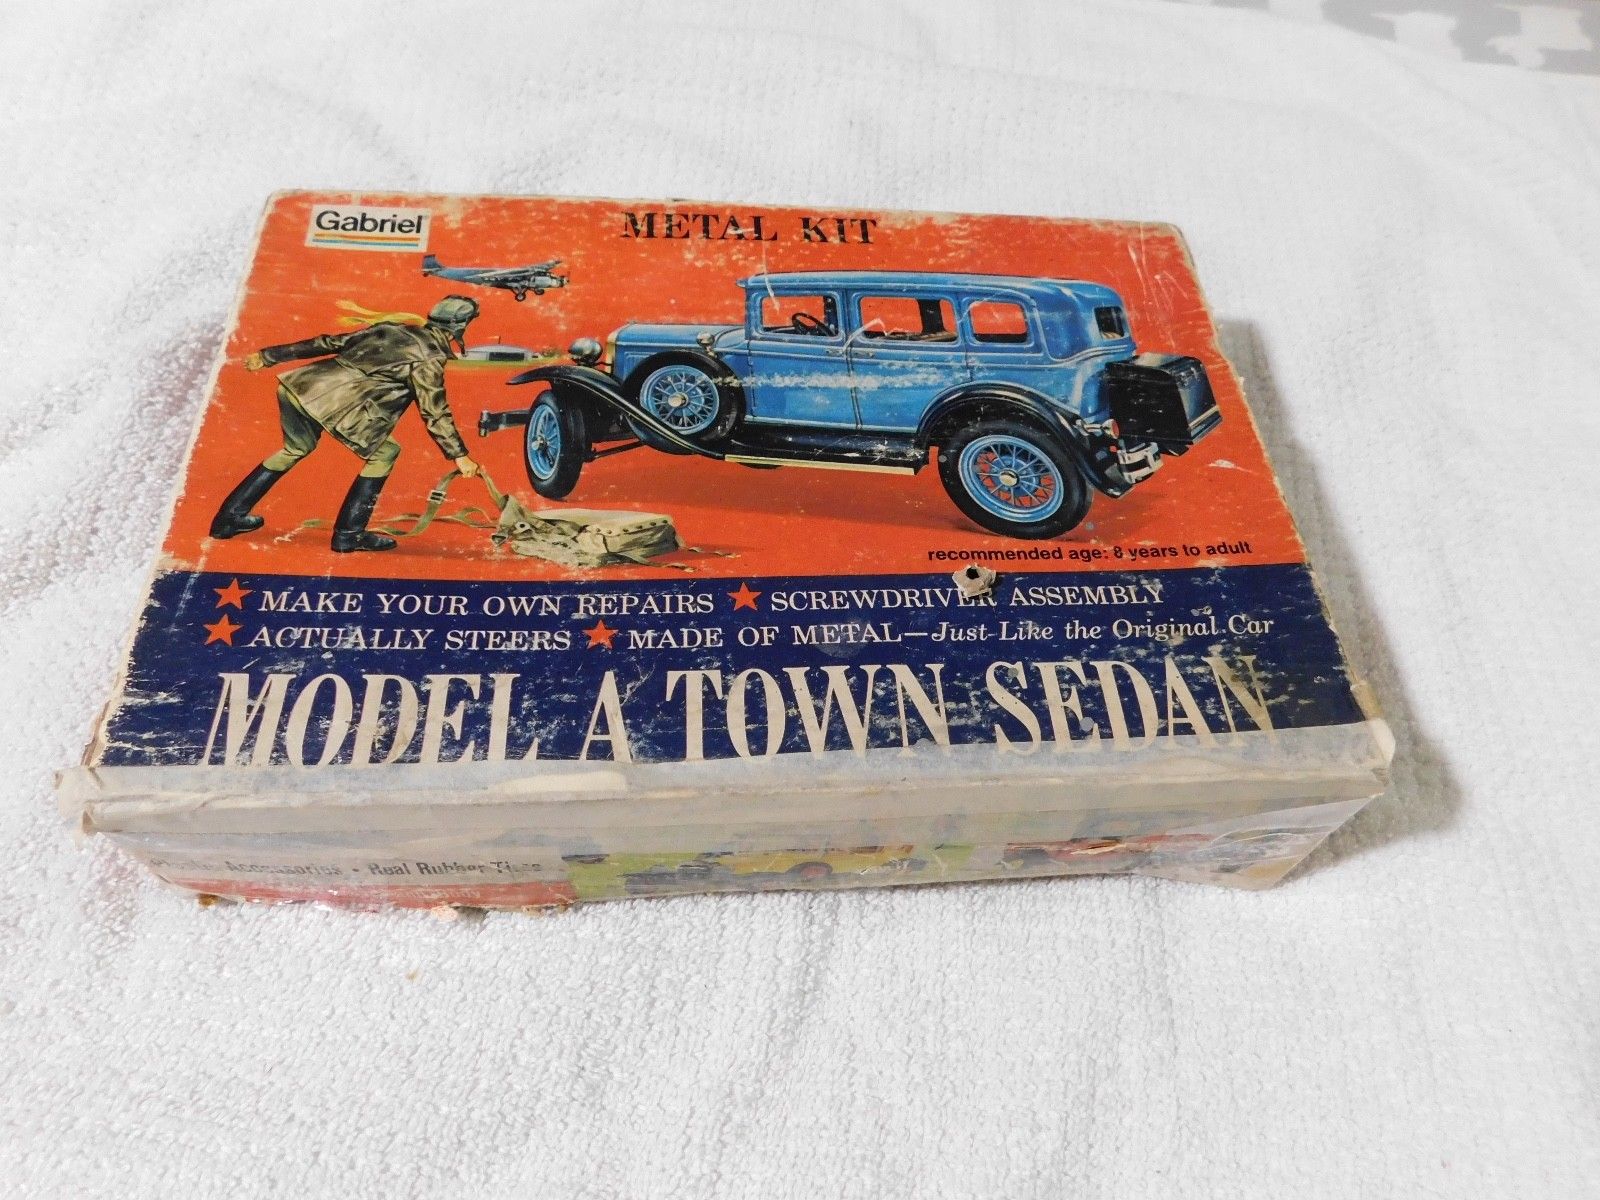 Gabriel
METAL KIT
recommended age: 8 years to adult
★ MAKE YOUR OWN REPAIRS ★ SCREWDRIVER ASSEMBLY
★ ACTUALLY STEERS ★ MADE OF METAL—Just Like the Original Car
MODEL A TOWN SEDAN
Accessories • Real Rubber Tires